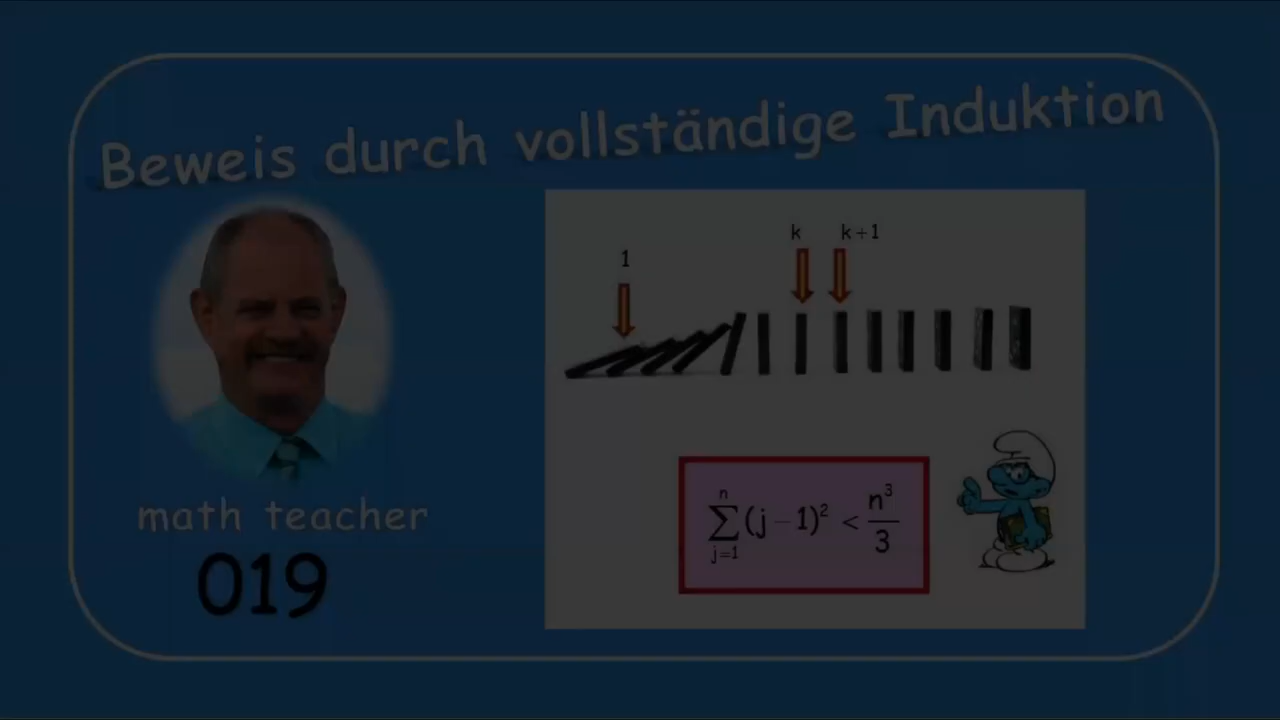 Beweis durch vollständige Induktion
1
k
k+1
math teacher
019
n
∑(j−1)² < n³/3
j=1